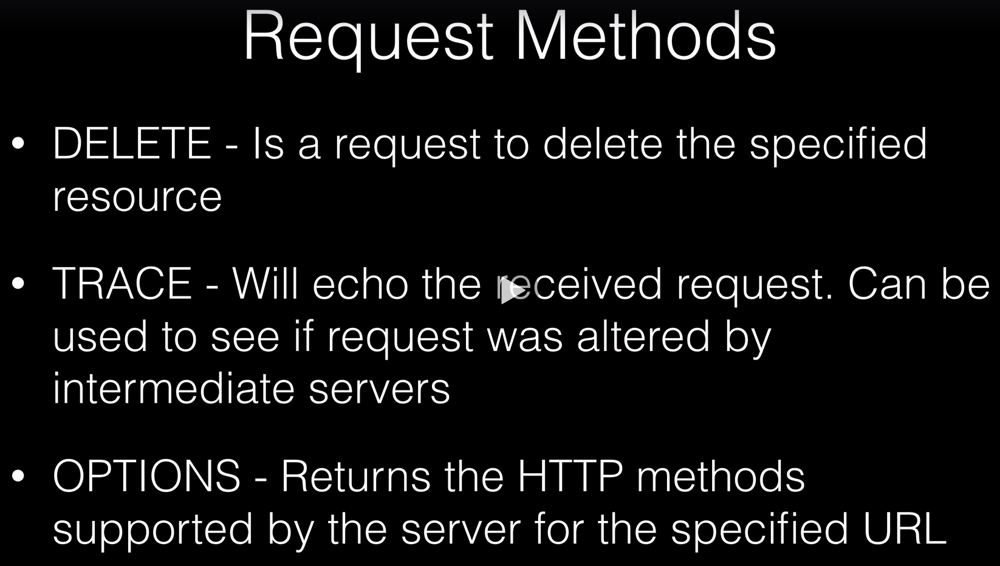 Request Methods
• DELETE - Is a request to delete the specified
resource
• TRACE - Will echo the received request. Can be
used to see if request was altered by
intermediate servers
• OPTIONS - Returns the HTTP methods
supported by the server for the specified URL